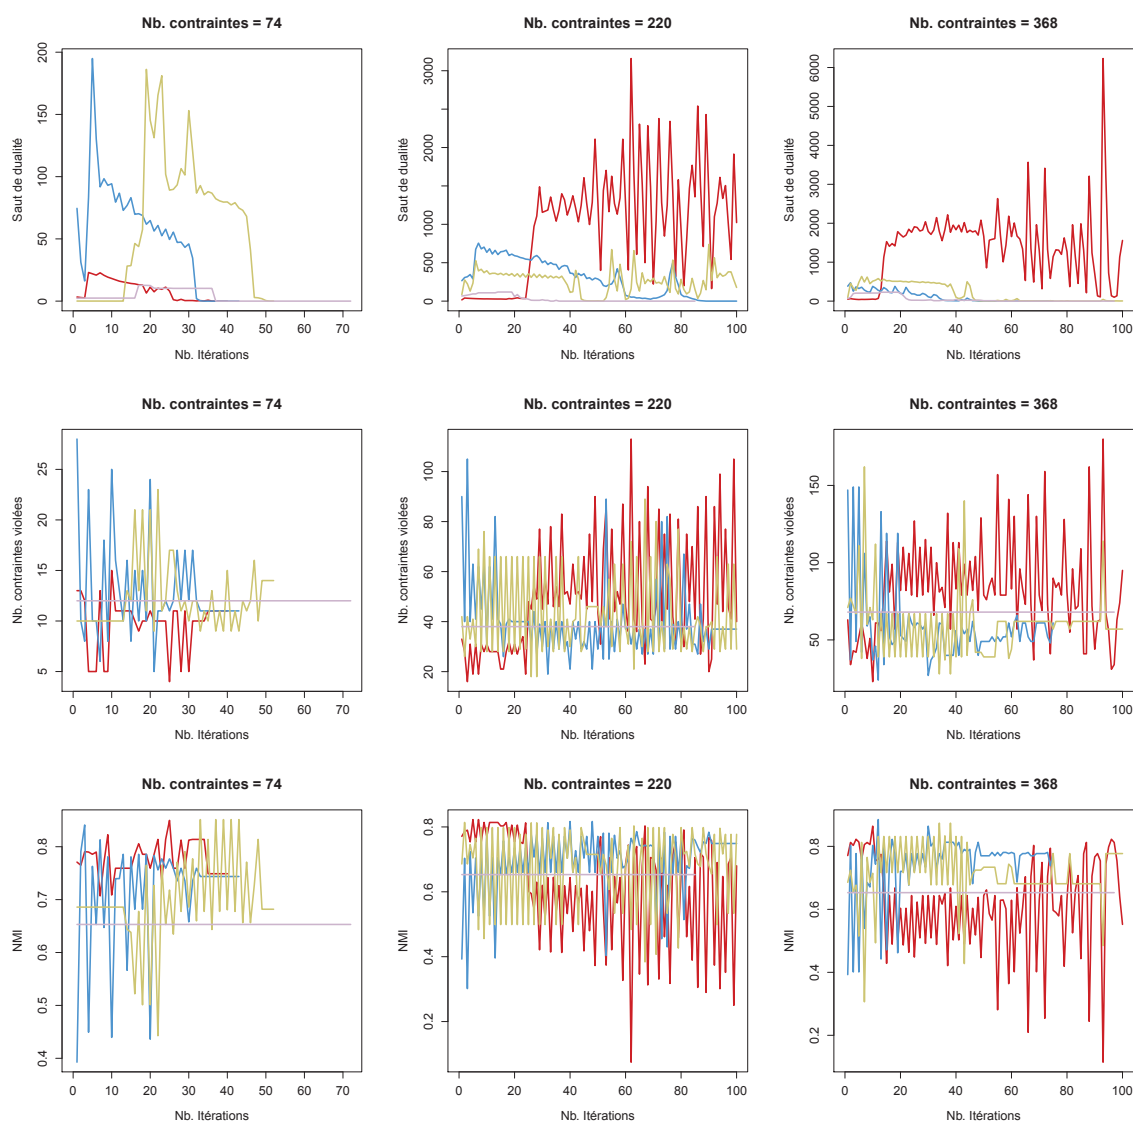 Nb. contraintes = 74
Nb. contraintes = 220
Nb. contraintes = 368
Saut de dualité
0 50 100 150 200
0 10 20 30 40 50 60 70
Nb. Itérations
Saut de dualité
0 500 1000 2000 3000
0 20 40 60 80 100
Nb. Itérations
Saut de dualité
0 1000 2000 3000 4000 5000 6000
0 20 40 60 80 100
Nb. Itérations
Nb. contraintes = 74
Nb. contraintes = 220
Nb. contraintes = 368
Nb. contraintes violées
5 10 15 20 25
0 10 20 30 40 50 60 70
Nb. Itérations
Nb. contraintes violées
20 40 60 80 100
0 20 40 60 80 100
Nb. Itérations
Nb. contraintes violées
50 100 150
0 20 40 60 80 100
Nb. Itérations
Nb. contraintes = 74
Nb. contraintes = 220
Nb. contraintes = 368
NMI
0.4 0.5 0.6 0.7 0.8
0 10 20 30 40 50 60 70
Nb. Itérations
NMI
0.2 0.4 0.6 0.8
0 20 40 60 80 100
Nb. Itérations
NMI
0.2 0.4 0.6 0.8
0 20 40 60 80 100
Nb. Itérations